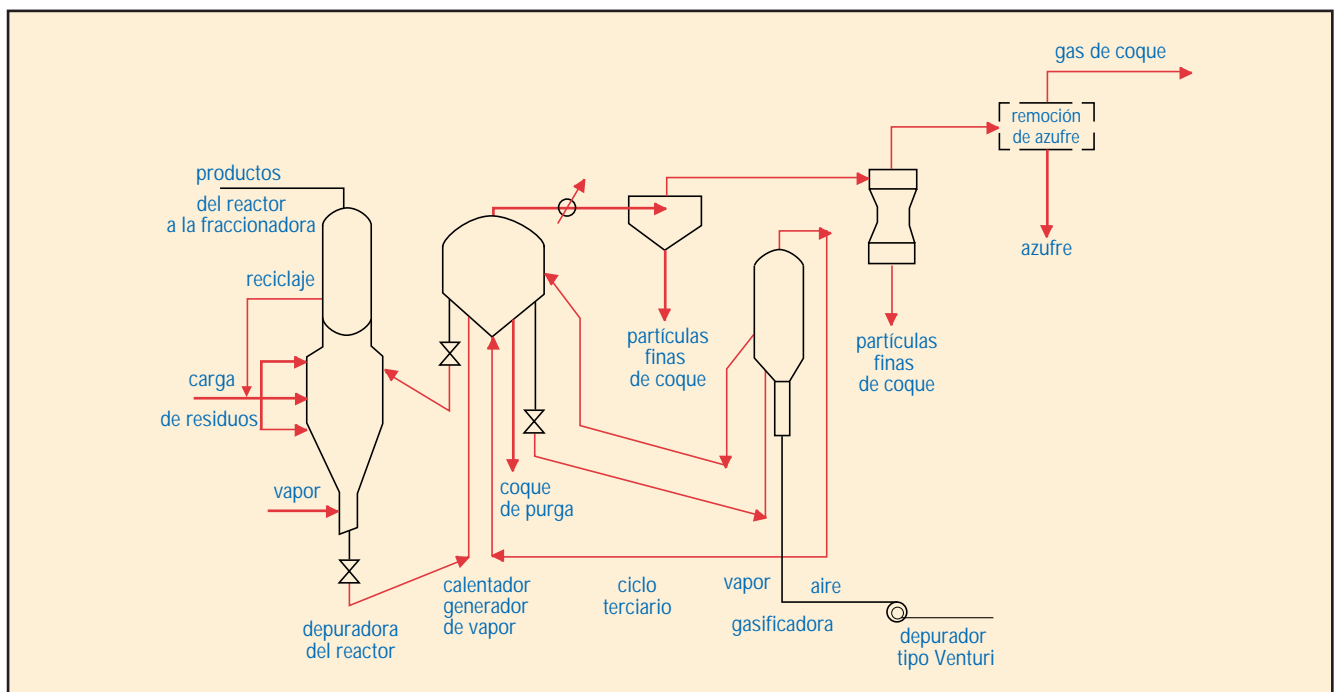 gas de coque
remoción
de azufre
azufre
productos
del reactor
a la fraccionadora
reciclaje
carga
de residuos
vapor
depuradora
del reactor
calentador
generador
de vapor
coque
de purga
ciclo
terciario
partículas
finas
de coque
partículas
finas
de coque
vapor
aire
gasificadora
depurador
tipo Venturi